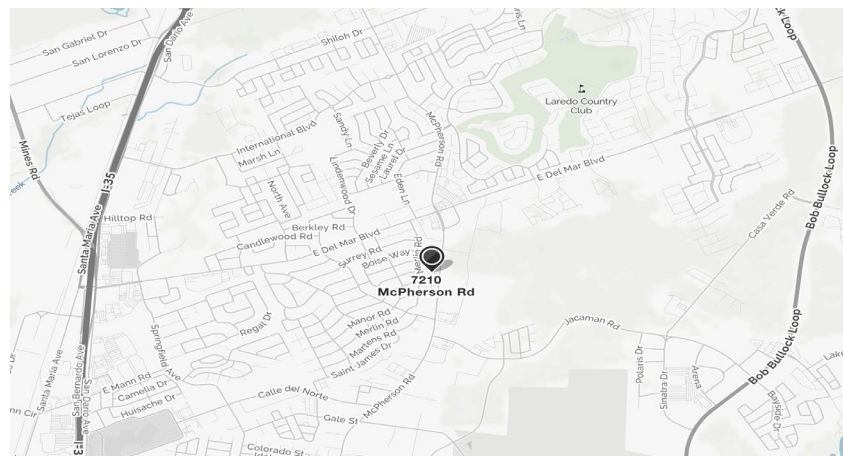 San Gabriel Dr
San Lorenzo Dr
San Dario Ave
Shiloh Dr
Tejas Loop
Mines Rd
I-35
International Blvd
Marsh Ln
Sandy Ln
Beverly Dr
Sesame Ln
Laurel Dr
McPherson Rd
Laredo Country
Club
E Del Mar Blvd
Bob Bullock Loop
Casa Verde Rd
Lindenwood Dr
Eden Ln
North Ave
Hilltop Rd
Santa Maria Ave
Berkley Rd
Candlewood Rd
E Del Mar Blvd
Surrey Rd
Boise Way
Merlin Rd
7210
McPherson Rd
Regal Dr
Manor Rd
Merlin Rd
Martens Rd
Saint James Dr
Jacaman Rd
Springfield Ave
Santa Maria Ave
San Bernardo Ave
San Dario Ave
E Mann Rd
Camelia Dr
Huisache Dr
Calle del Norte
McPherson Rd
Gale St
Colorado St
Polaris Dr
Sinatra Dr
Arena
Bob Bullock Loop
Bayside Dr